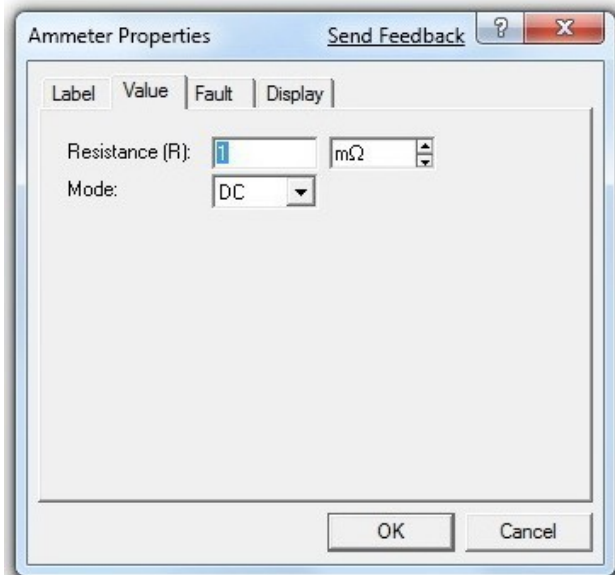 Ammeter Properties Send Feedback ? X
Label Value Fault Display
Resistance (R): 1 mΩ
Mode: DC
OK Cancel